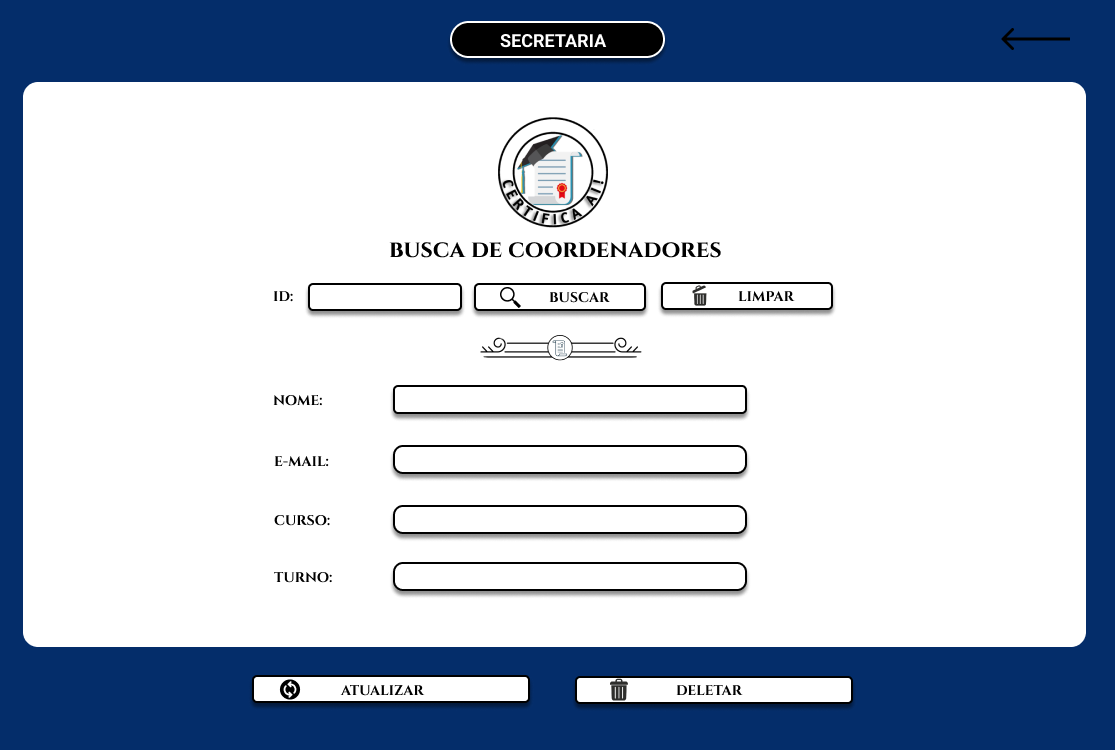 SECRETARIA
CERTIFICA AI!
BUSCA DE COORDENADORES
ID: BUSCAR LIMPAR
NOME:
E-MAIL:
CURSO:
TURNO:
ATUALIZAR DELETAR